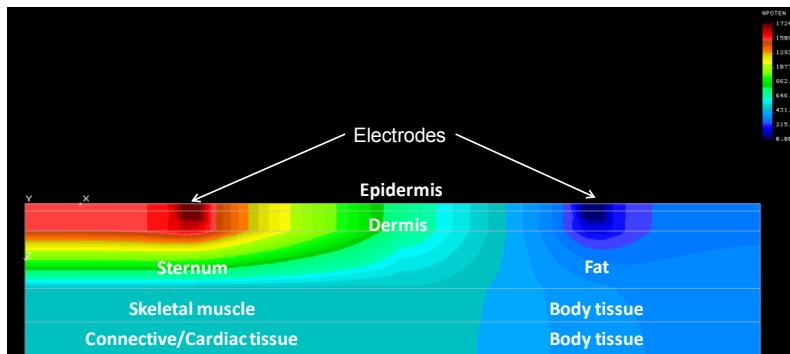 NPOTEN
Electrodes
Epidermis
Dermis
Sternum
Fat
Skeletal muscle
Body tissue
Connective/Cardiac tissue
Body tissue
Y
X
Z